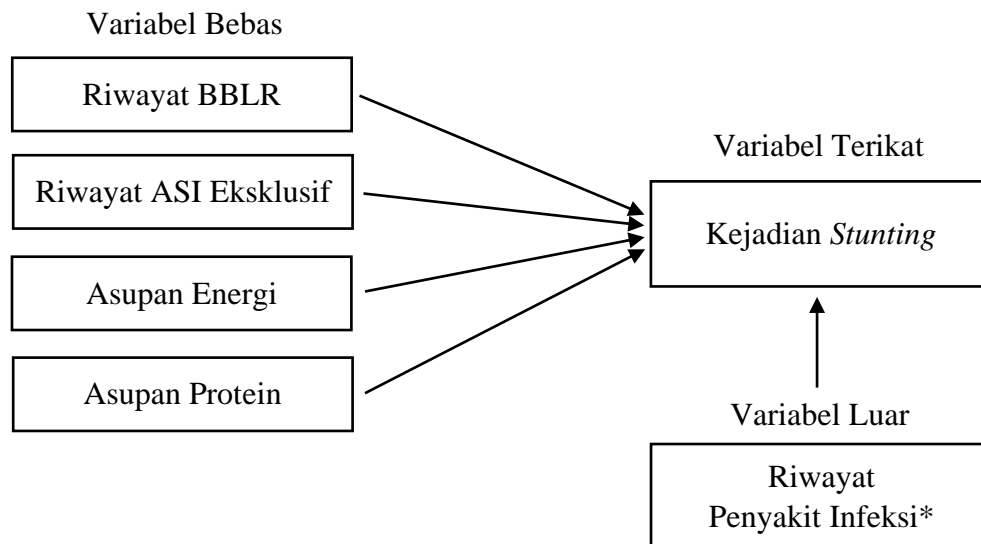 Variabel Bebas
Riwayat BBLR
Riwayat ASI Eksklusif
Asupan Energi
Asupan Protein
Variabel Terikat
Kejadian Stunting
Variabel Luar
Riwayat
Penyakit Infeksi*